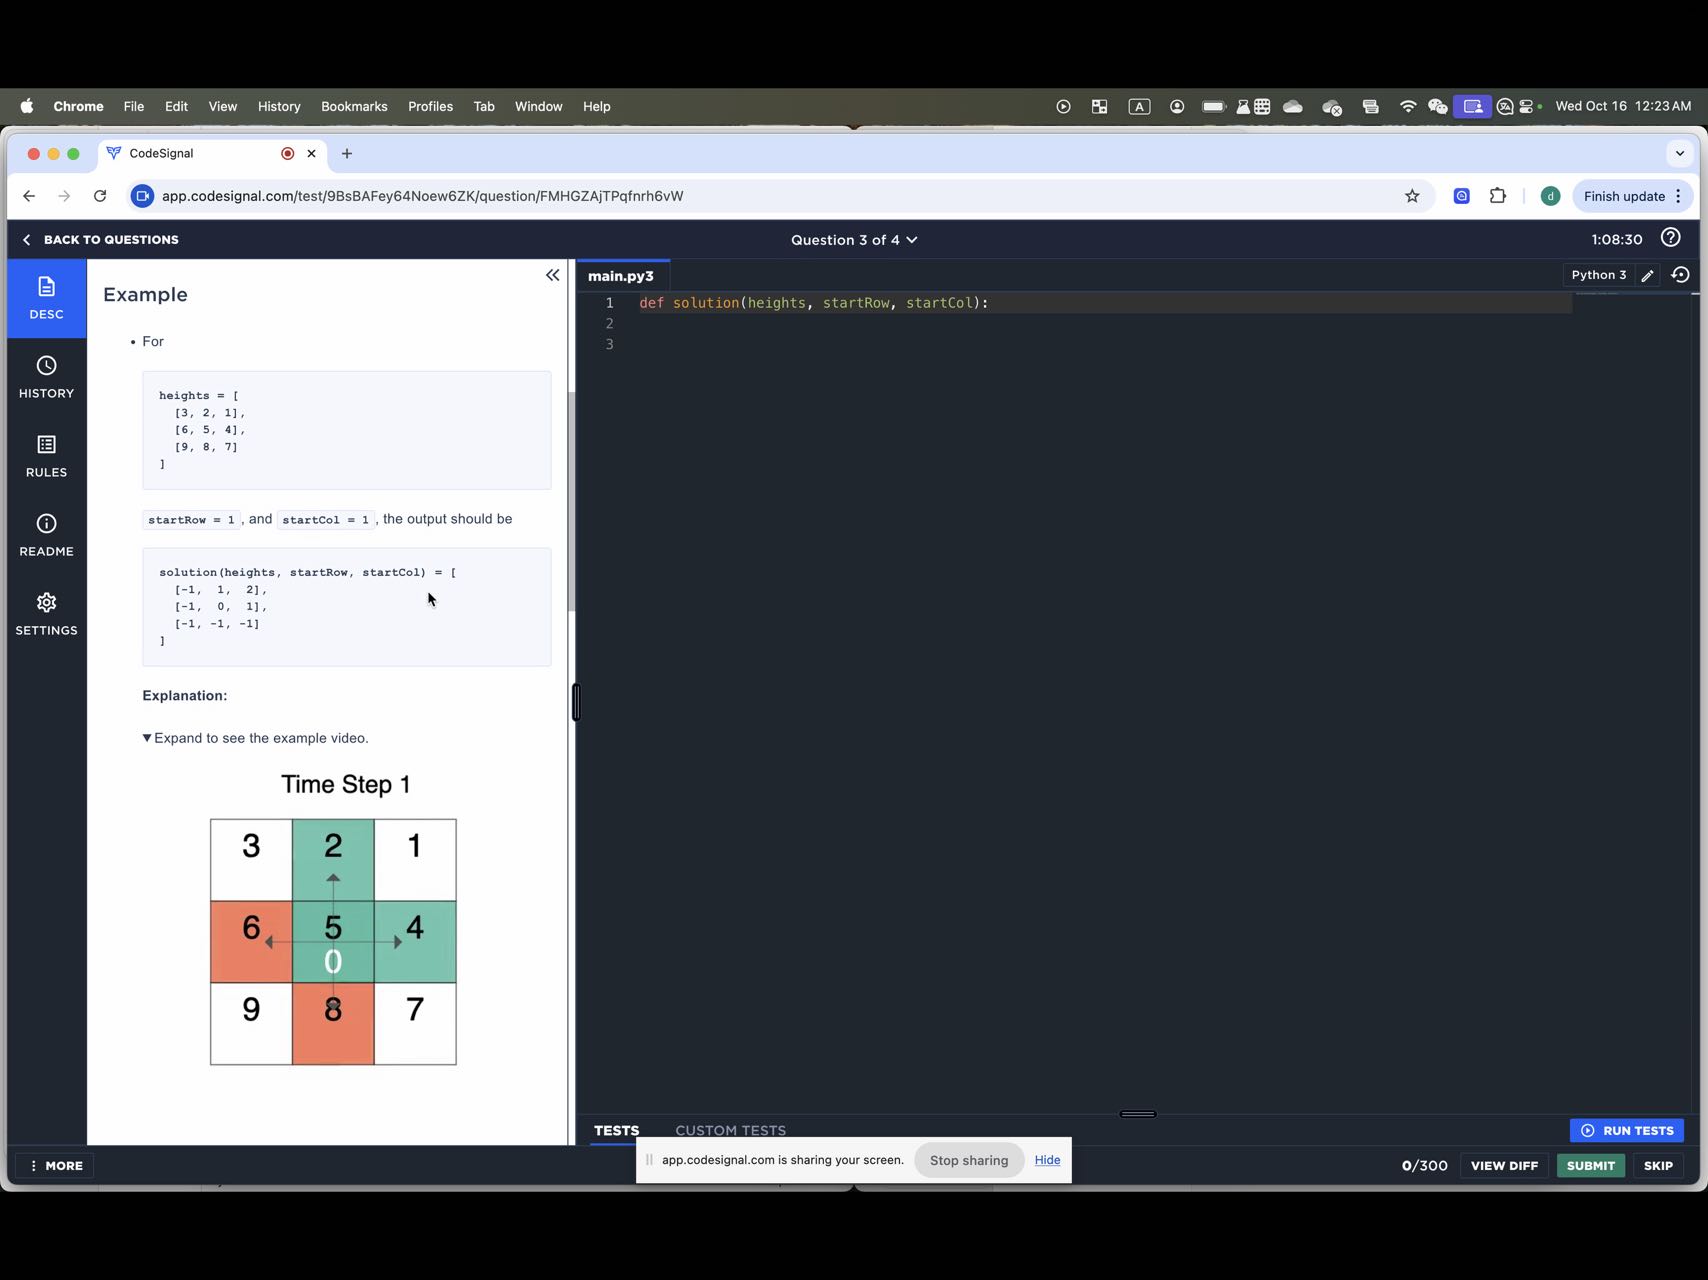 Chrome File Edit View History Bookmarks Profiles Tab Window Help
A
Wed Oct 16 12:23 AM
CodeSignal
app.codesignal.com/test/9BsBAFey64Noew6ZK/question/FMHGZAjTPqfnrh6vW
d
Finish update
BACK TO QUESTIONS
Question 3 of 4
1:08:30
DESC
HISTORY
RULES
README
SETTINGS
Example
• For
heights = [
[3, 2, 1],
[6, 5, 4],
[9, 8, 7]
]
startRow = 1 , and startCol = 1 , the output should be
solution(heights, startRow, startCol) = [
[-1, 1, 2],
[-1, 0, 1],
[-1, -1, -1]
]
Explanation:
▼Expand to see the example video.
Time Step 1
3 2 1
6 5 4
0
9 8 7
main.py3
Python 3
1 def solution(heights, startRow, startCol):
2
3
TESTS
CUSTOM TESTS
RUN TESTS
MORE
app.codesignal.com is sharing your screen.
Stop sharing
Hide
0/300
VIEW DIFF
SUBMIT
SKIP